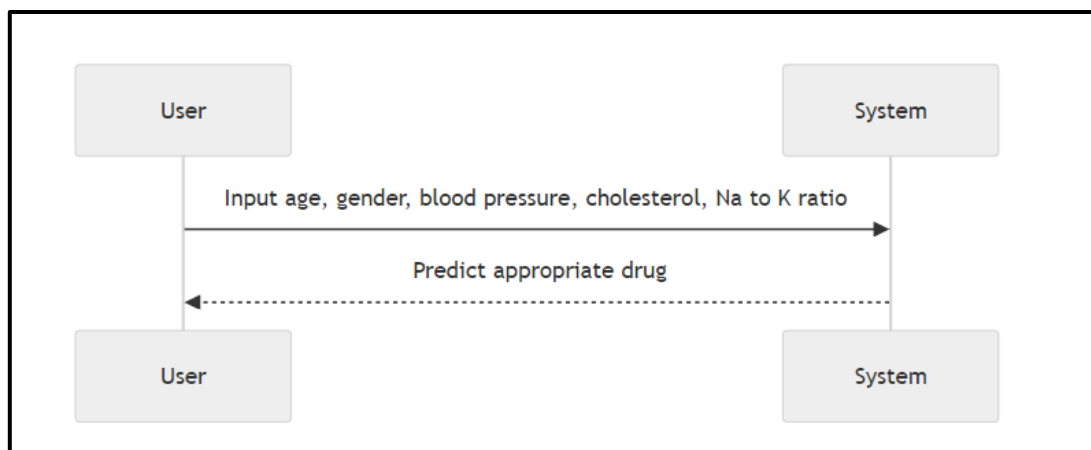 User
System
Input age, gender, blood pressure, cholesterol, Na to K ratio
Predict appropriate drug
User
System